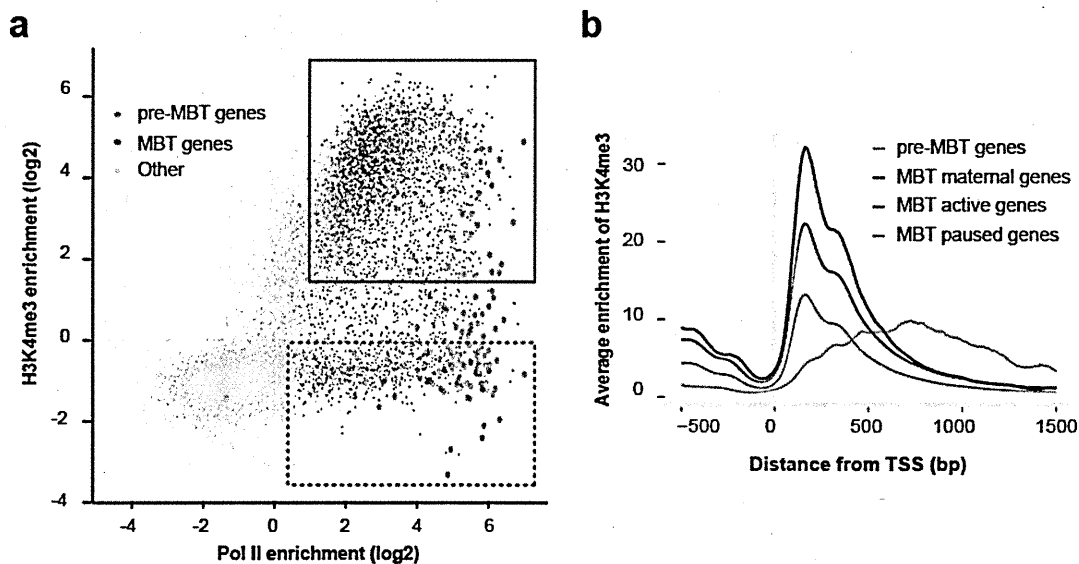 a
H3K4me3 enrichment (log2)
6
4
2
0
-2
-4
pre-MBT genes
MBT genes
Other
-4
-2
0
2
4
6
Pol II enrichment (log2)
b
Average enrichment of H3K4me3
30
20
10
0
pre-MBT genes
MBT maternal genes
MBT active genes
MBT paused genes
−500
0
500
1000
1500
Distance from TSS (bp)